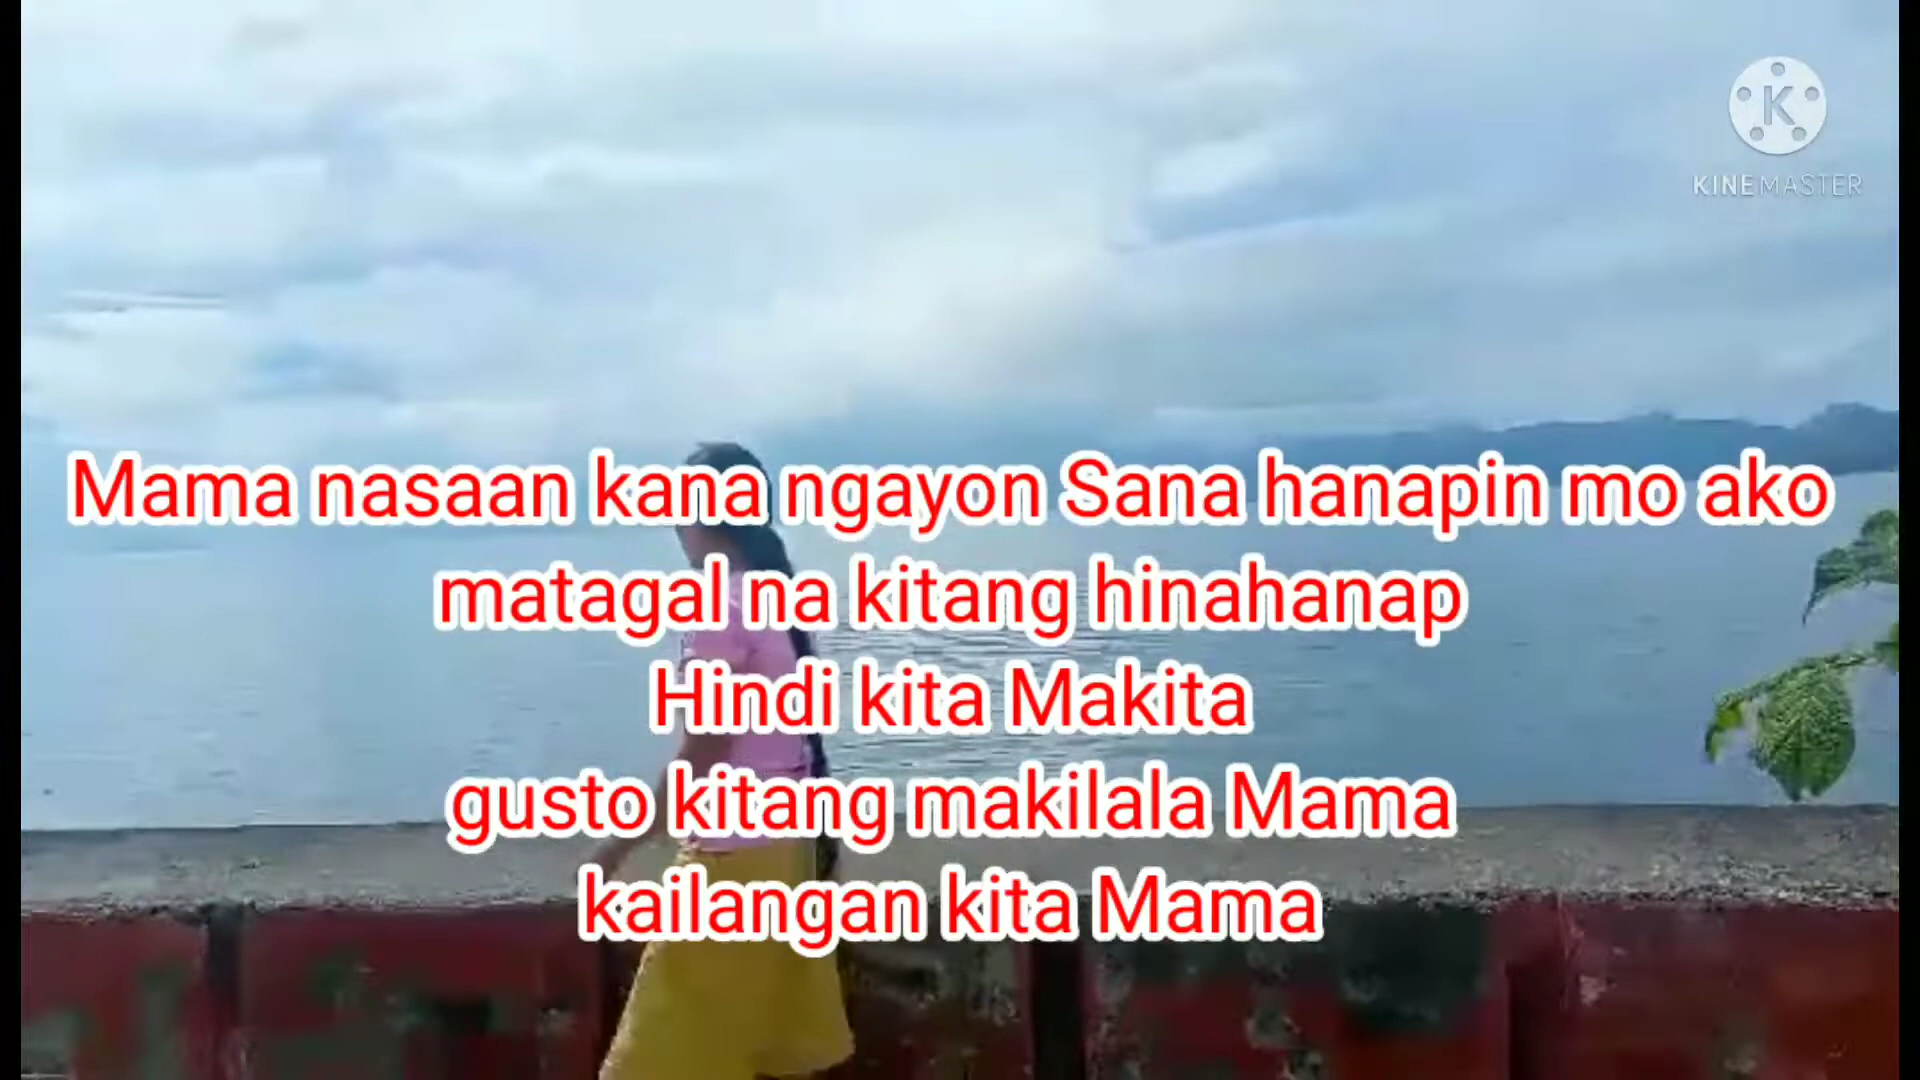 KINEMASTER
Mama nasaan kana ngayon Sana hanapin mo ako
matagal na kitang hinahanap
Hindi kita Makita
gusto kitang makilala Mama
kailangan kita Mama